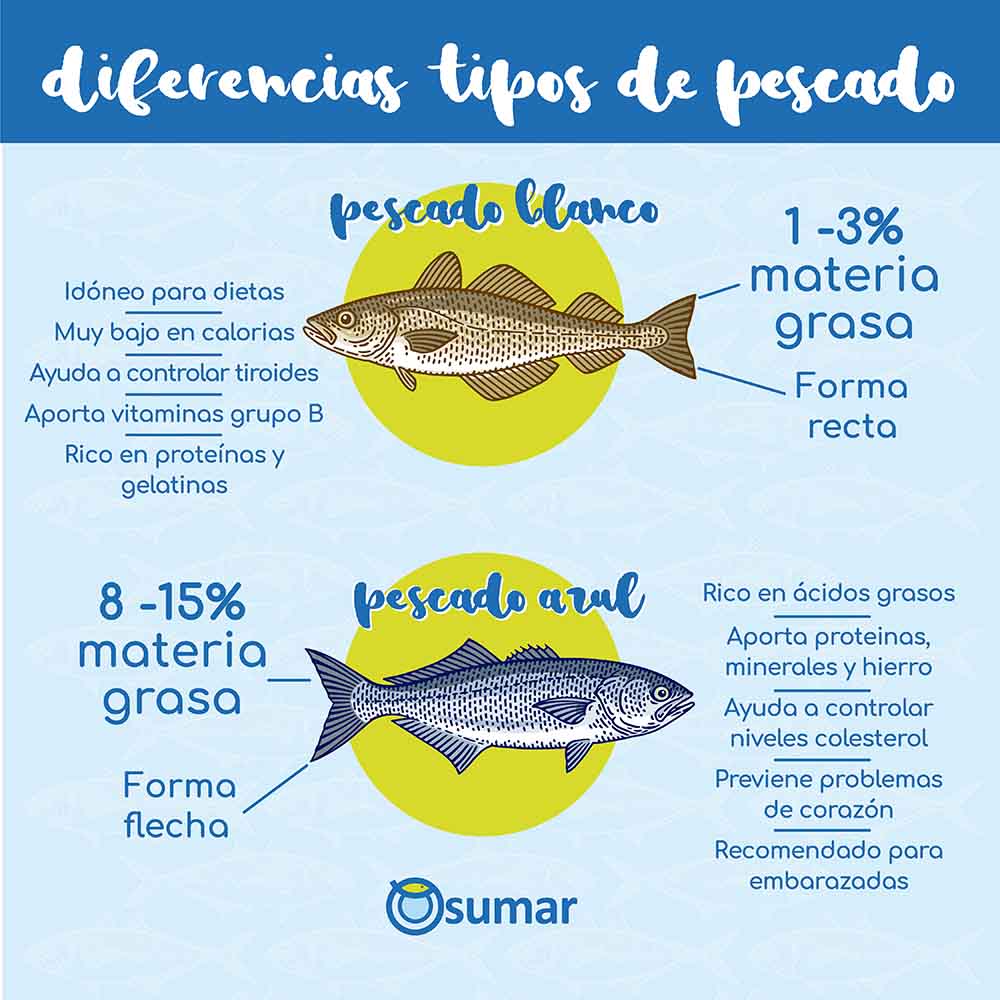 diferencias tipos de pescado
pescado blanco
Idóneo para dietas
Muy bajo en calorias
Ayuda a controlar tiroides
Aporta vitaminas grupo B
Rico en proteínas y
gelatinas
1 -3%
materia
grasa
Forma
recta
pescado azul
8 -15%
materia
grasa
Forma
flecha
Rico en ácidos grasos
Aporta proteinas,
minerales y hierro
Ayuda a controlar
niveles colesterol
Previene problemas
de corazón
Recomendado para
embarazadas
sumar